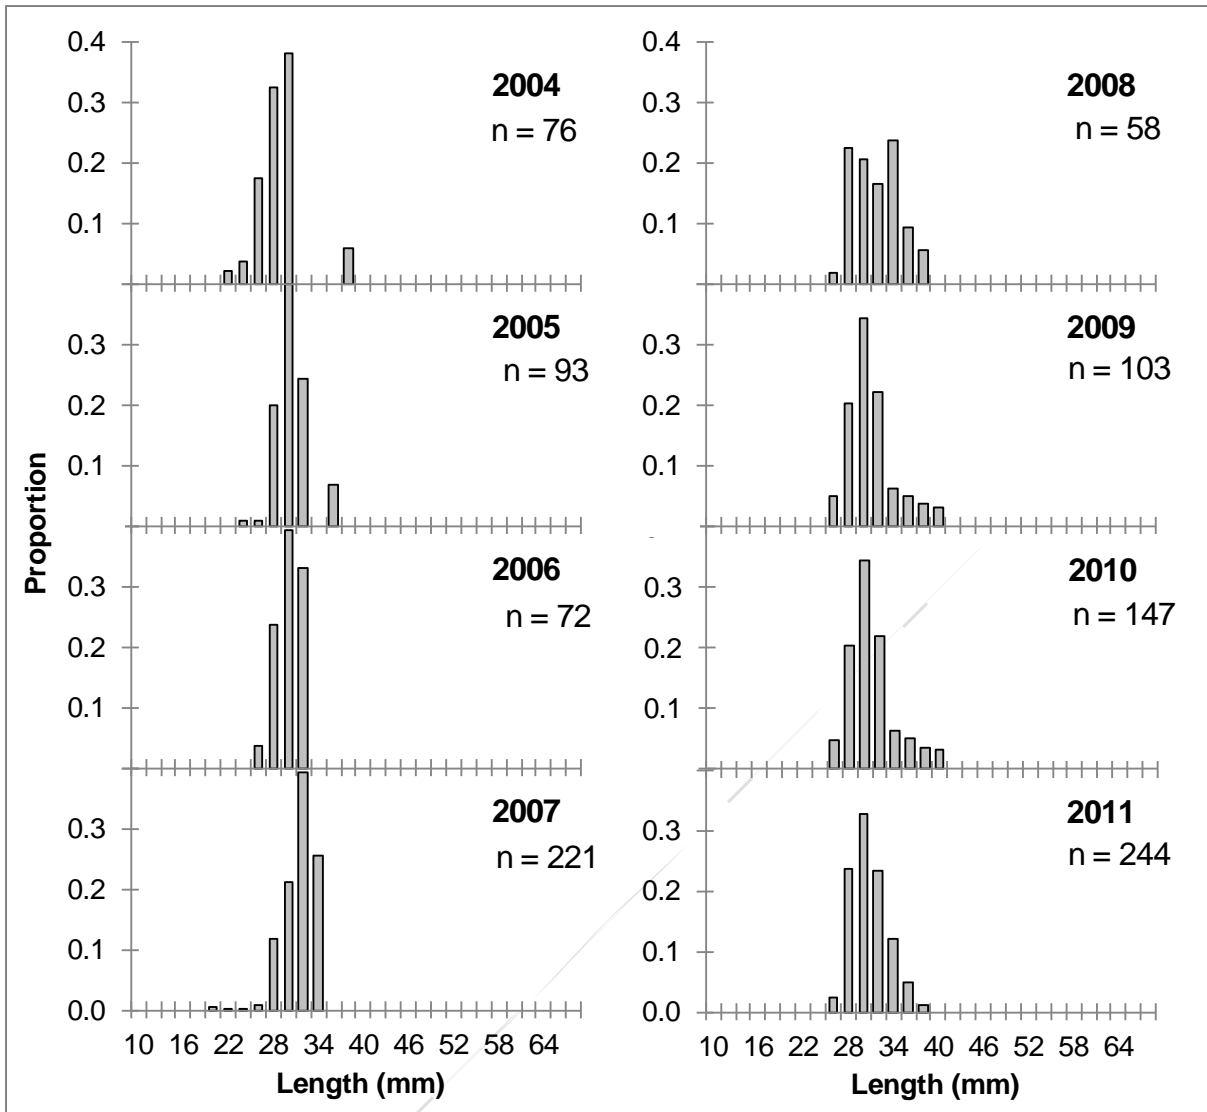 Proportion
0.4
0.3
0.2
0.1
2004
n = 76
0.3
0.2
0.1
2005
n = 93
0.3
0.2
0.1
2006
n = 72
0.3
0.2
0.1
0.0
2007
n = 221
10 16 22 28 34 40 46 52 58 64
Length (mm)
0.4
0.3
0.2
0.1
2008
n = 58
0.3
0.2
0.1
2009
n = 103
0.3
0.2
0.1
2010
n = 147
0.3
0.2
0.1
0.0
2011
n = 244
10 16 22 28 34 40 46 52 58 64
Length (mm)